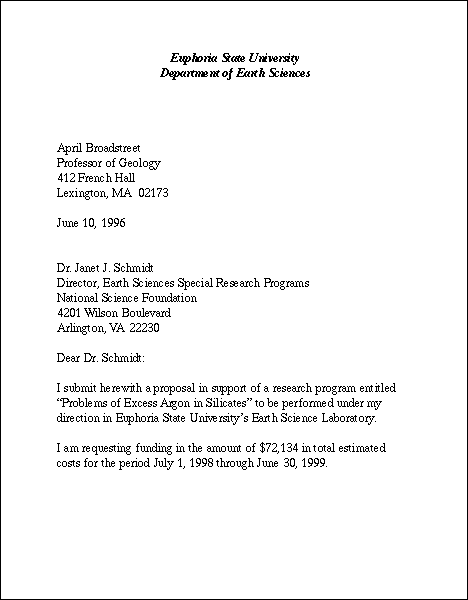 Euphoria State University
Department of Earth Sciences
April Broadstreet
Professor of Geology
412 French Hall
Lexington, MA  02173
June 10, 1996
Dr. Janet J. Schmidt
Director, Earth Sciences Special Research Programs
National Science Foundation
4201 Wilson Boulevard
Arlington, VA 22230
Dear Dr. Schmidt:
I submit herewith a proposal in support of a research program entitled
“Problems of Excess Argon in Silicates” to be performed under my
direction in Euphoria State University’s Earth Science Laboratory.
I am requesting funding in the amount of $72,134 in total estimated
costs for the period July 1, 1998 through June 30, 1999.